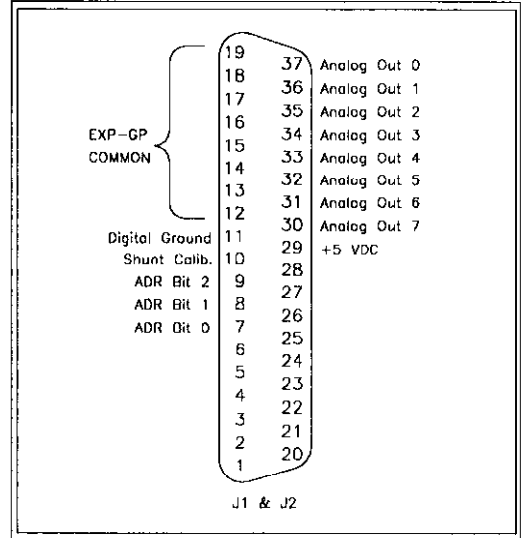 19
37 Analog Out 0
18
36 Analog Out 1
17
35 Analog Out 2
16
EXP-GP
34 Analog Out 3
15
COMMON
33 Analog Out 4
14
32 Analog Out 5
13
31 Analog Out 6
12
30 Analog Out 7
Digital Ground 11
29 +5 VDC
Shunt Calib. 10
28
ADR Bit 2 9
27
ADR Bit 1 8
26
ADR Bit 0 7
25
6
24
5
23
4
22
3
21
2
20
1
J1 & J2